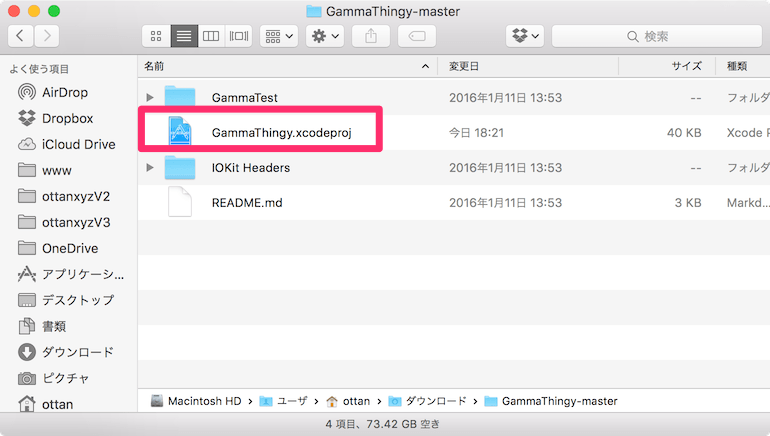 GammaThingy-master
検索
よく使う項目
名前 変更日 サイズ 種類
AirDrop
Dropbox
iCloud Drive
www
ottanxyzV2
ottanxyzV3
OneDrive
アプリケーシ...
デスクトップ
書類
ダウンロード
ピクチャ
ottan
GammaTest 2016年1月11日 13:53 -- フォルダ
GammaThingy.xcodeproj 今日 18:21 40 KB Xcode P
IOKit Headers 2016年1月11日 13:53 -- フォルダ
README.md 2016年1月11日 13:53 3 KB Markd...
Macintosh HD › ユーザ › ottan › ダウンロード › GammaThingy-master
4 項目、73.42 GB 空き